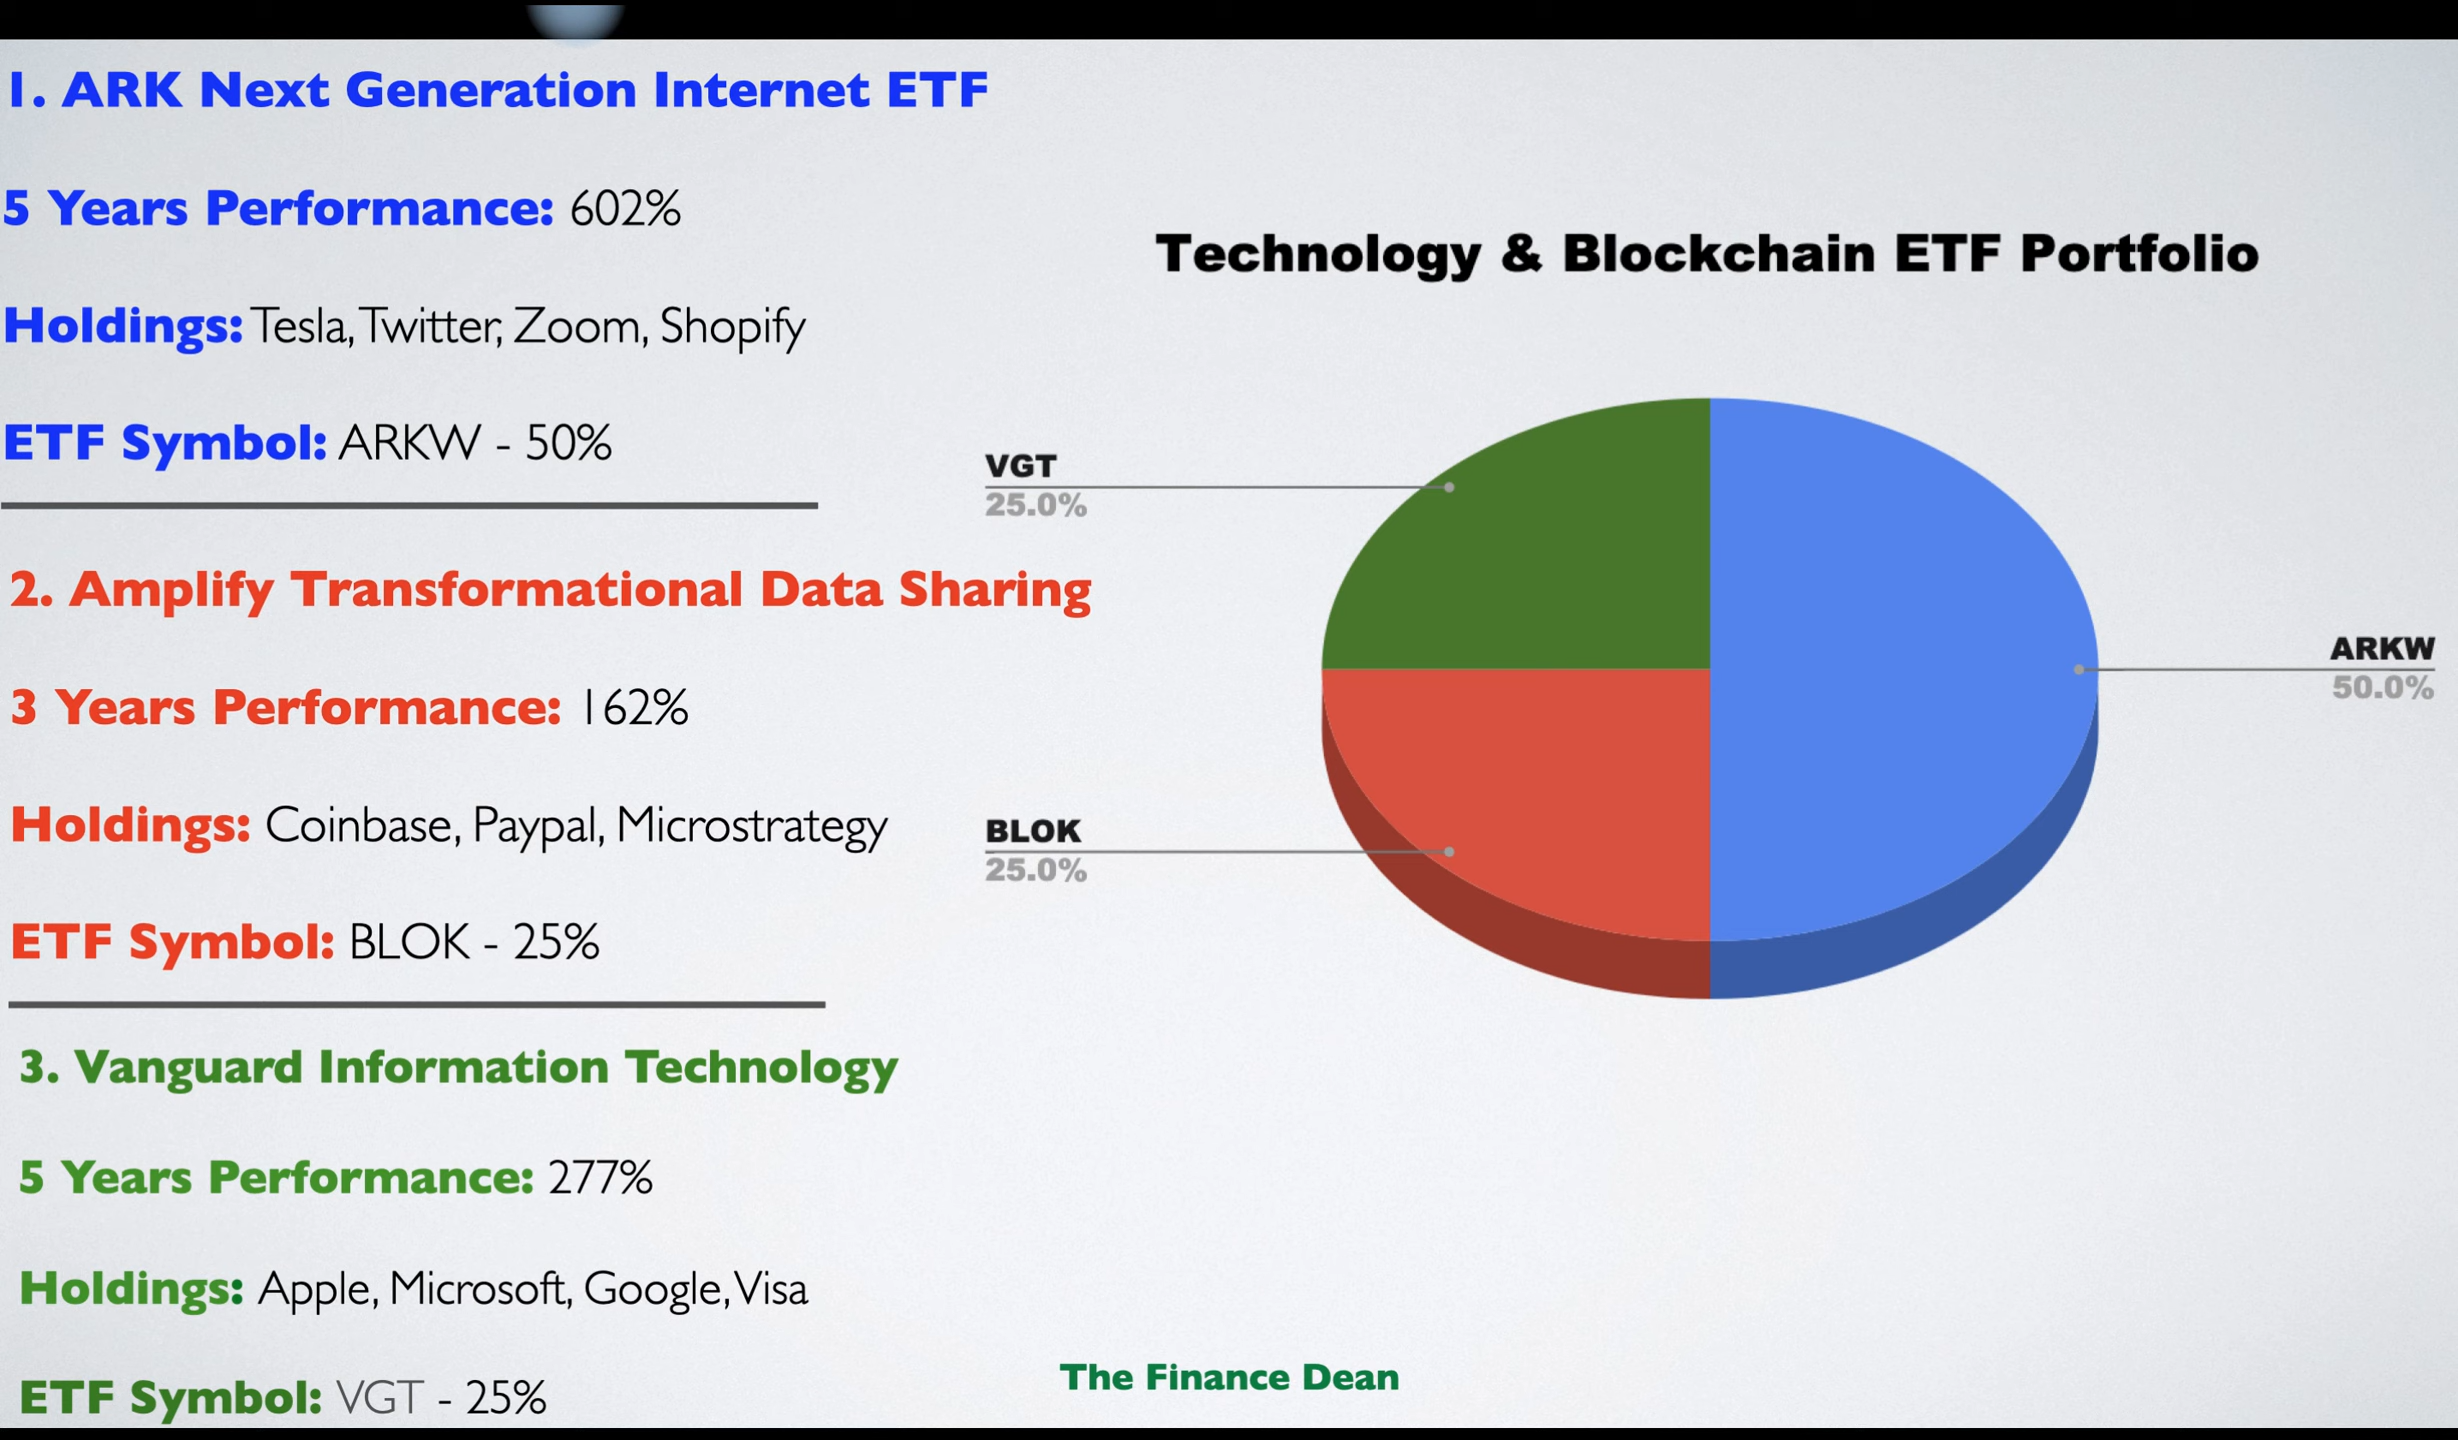 1. ARK Next Generation Internet ETF
5 Years Performance: 602%
Holdings: Tesla, Twitter, Zoom, Shopify
ETF Symbol: ARKW - 50%
2. Amplify Transformational Data Sharing
3 Years Performance: 162%
Holdings: Coinbase, Paypal, Microstrategy
ETF Symbol: BLOK - 25%
3. Vanguard Information Technology
5 Years Performance: 277%
Holdings: Apple, Microsoft, Google, Visa
ETF Symbol: VGT - 25%
Technology & Blockchain ETF Portfolio
VGT
25.0%
ARKW
50.0%
BLOK
25.0%
The Finance Dean